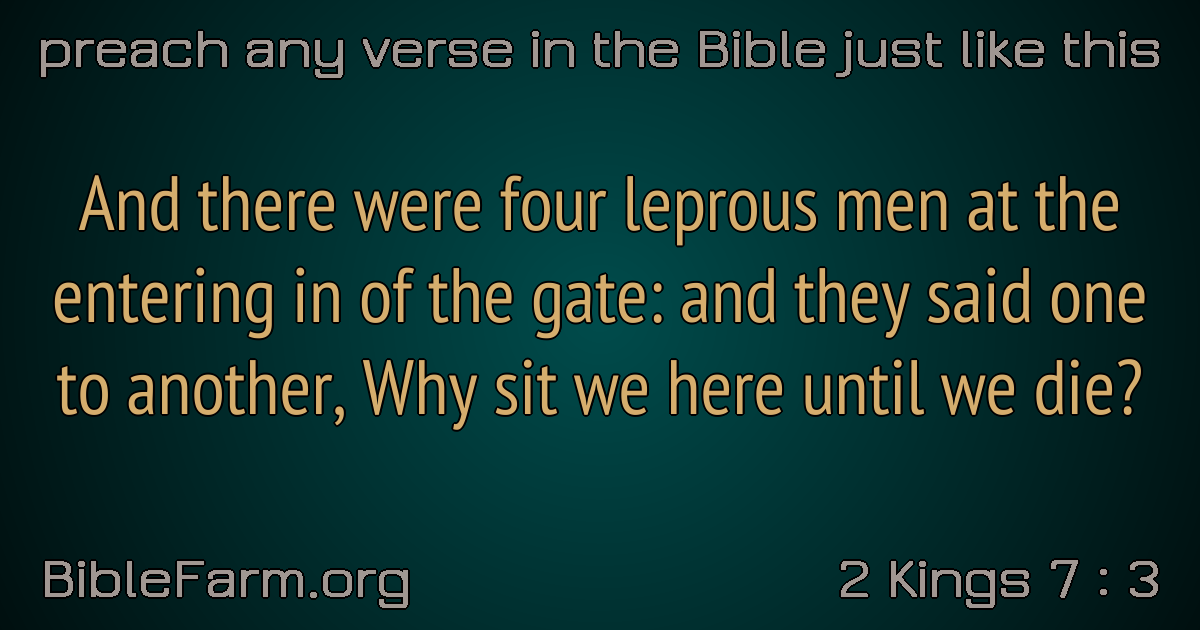 preach any verse in the Bible just like this
And there were four leprous men at the
entering in of the gate: and they said one
to another, Why sit we here until we die?
BibleFarm.org
2 Kings 7 : 3